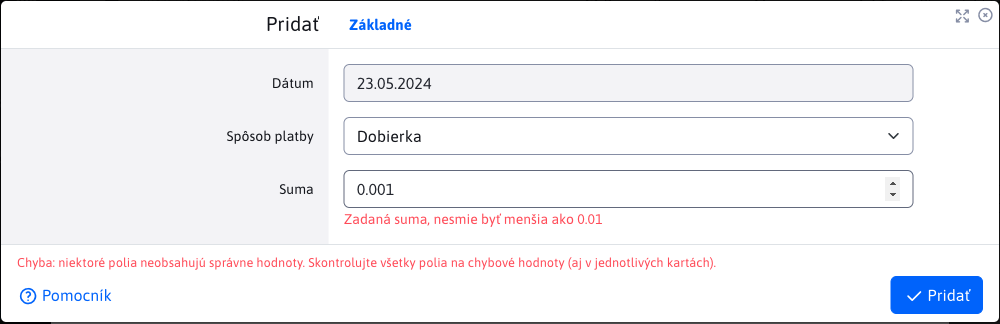 Pridať
Základné
Dátum
23.05.2024
Spôsob platby
Dobierka
Suma
0.001
Zadaná suma, nesmie byť menšia ako 0.01
Chyba: niektoré polia neobsahujú správne hodnoty. Skontrolujte všetky polia na chybové hodnoty (aj v jednotlivých kartách).
Pomocník
Pridať